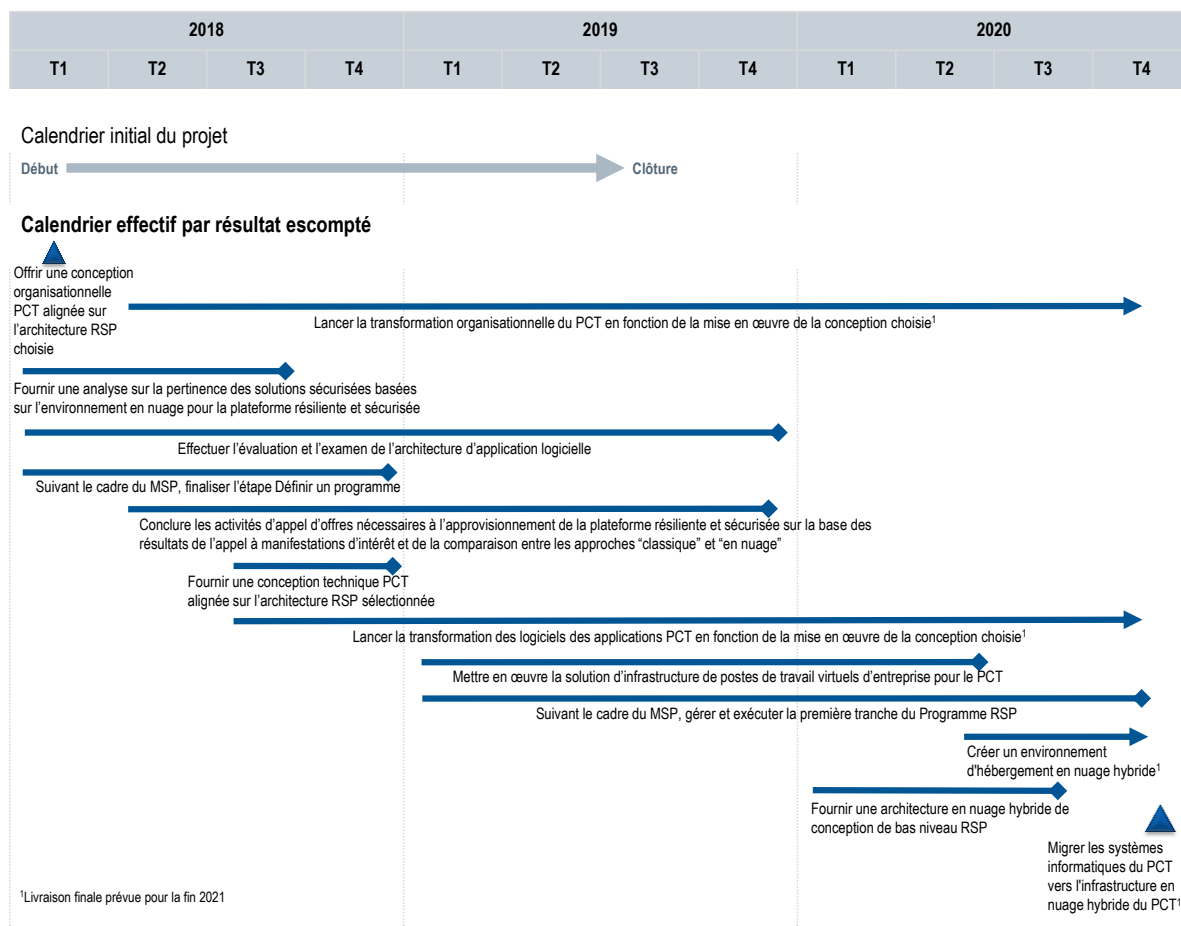 2018 2019 2020
T1 T2 T3 T4 T1 T2 T3 T4 T1 T2 T3 T4
Calendrier initial du projet
Début Clôture
Calendrier effectif par résultat escompté
Offrir une conception
organisationnelle
PCT alignée sur
l’architecture RSP
choisie
Lancer la transformation organisationnelle du PCT en fonction de la mise en œuvre de la conception choisie¹
Fournir une analyse sur la pertinence des solutions sécurisées basées
sur l’environnement en nuage pour la plateforme résiliente et sécurisée
Effectuer l’évaluation et l’examen de l’architecture d’application logicielle
Suivant le cadre du MSP, finaliser l’étape Définir un programme
Conclure les activités d’appel d’offres nécessaires à l’approvisionnement de la plateforme résiliente et sécurisée sur la base des
résultats de l’appel à manifestations d’intérêt et de la comparaison entre les approches “classique” et “en nuage”
Fournir une conception technique PCT
alignée sur l’architecture RSP sélectionnée
Lancer la transformation des logiciels des applications PCT en fonction de la mise en œuvre de la conception choisie¹
Mettre en œuvre la solution d’infrastructure de postes de travail virtuels d’entreprise pour le PCT
Suivant le cadre du MSP, gérer et exécuter la première tranche du Programme RSP
Créer un environnement
d'hébergement en nuage hybride¹
Fournir une architecture en nuage hybride de
conception de bas niveau RSP
Migrer les systèmes
informatiques du PCT
vers l'infrastructure en
nuage hybride du PCT¹
¹Livraison finale prévue pour la fin 2021